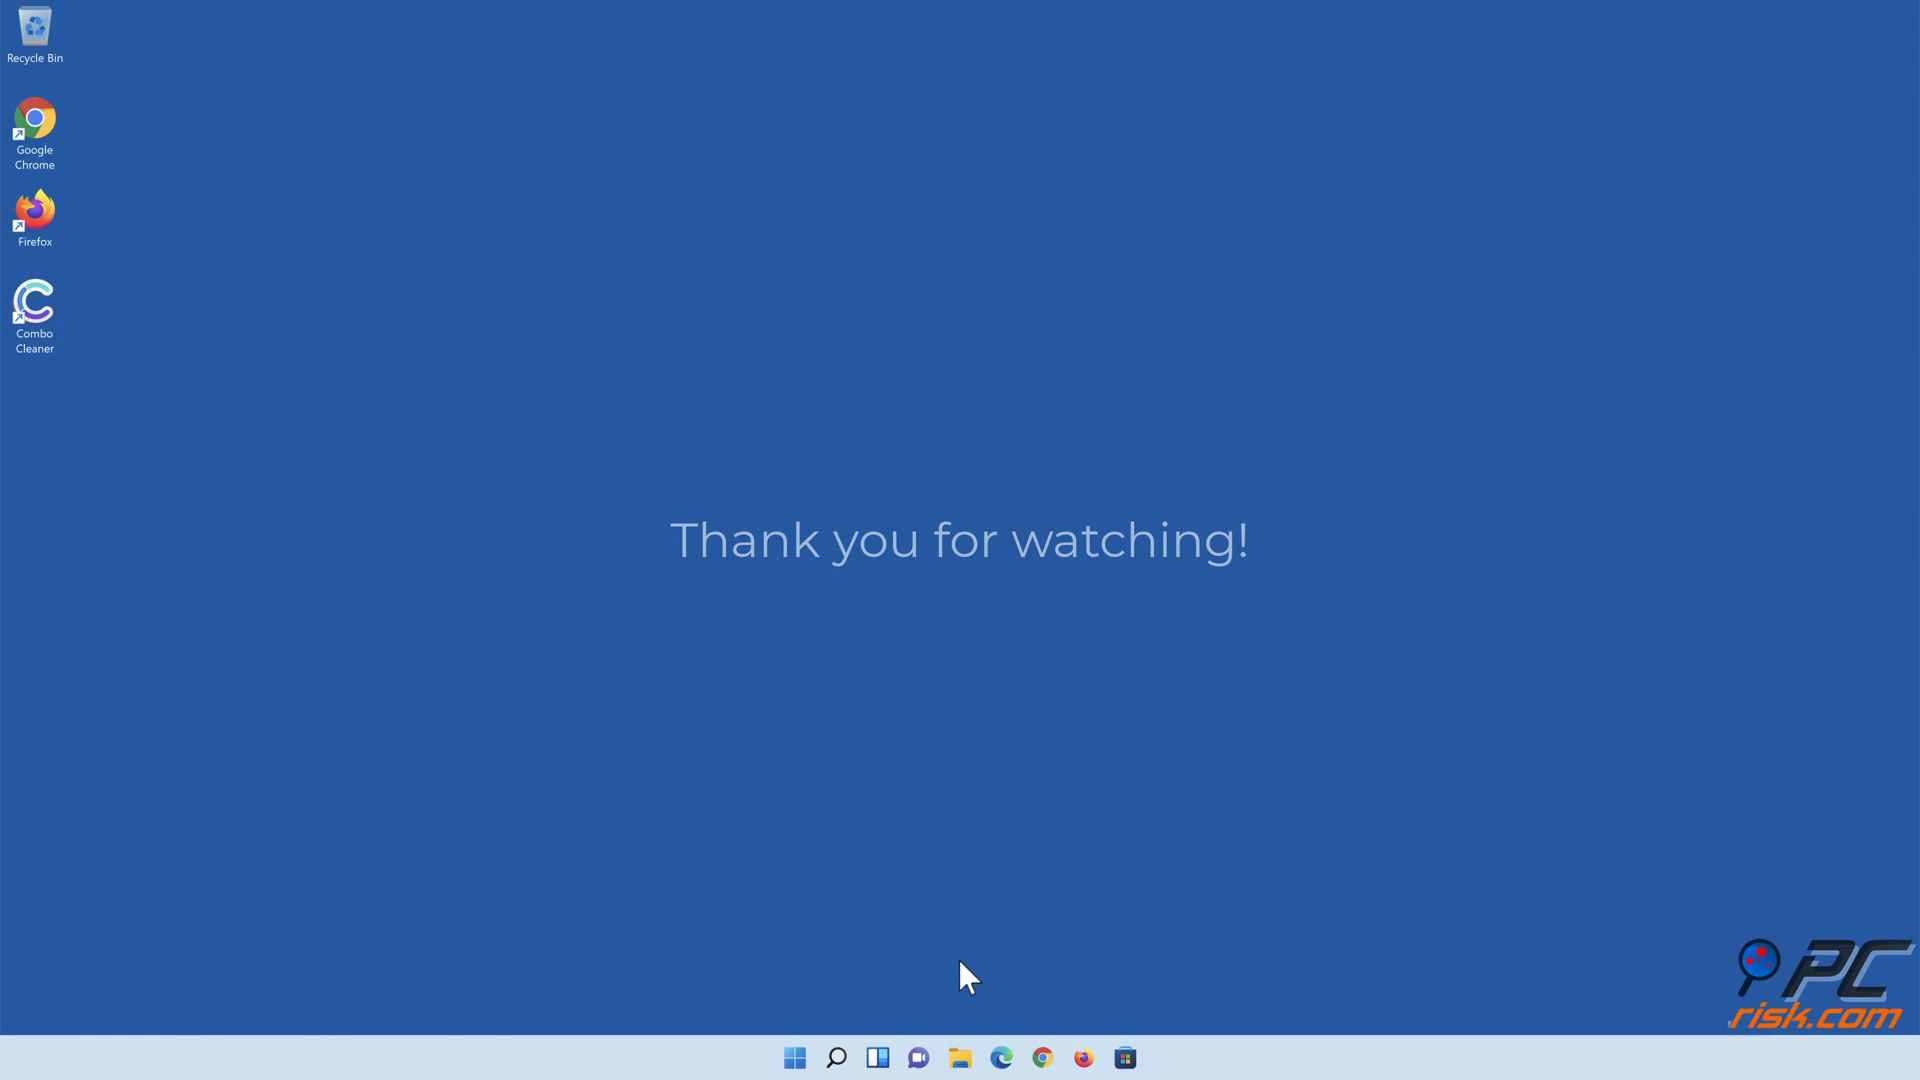 Recycle Bin
Google
Chrome
Firefox
Combo
Cleaner
Thank you for watching!
PC
risk.com